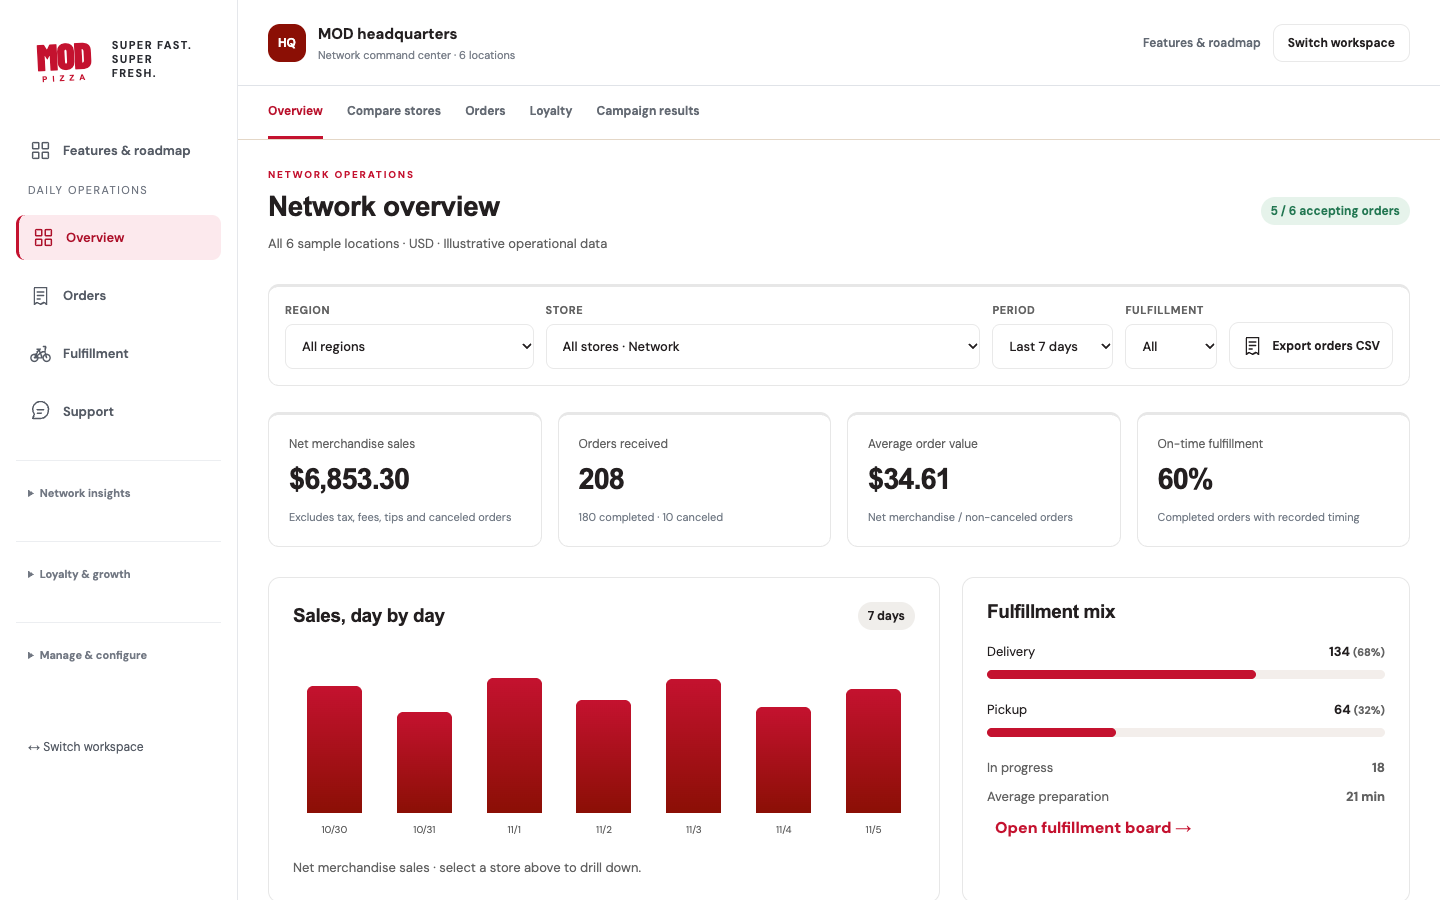 MOD
PIZZA
SUPER FAST.
SUPER
FRESH.
Features & roadmap
DAILY OPERATIONS
Overview
Orders
Fulfillment
Support
Network insights
Loyalty & growth
Manage & configure
↔ Switch workspace
HQ
MOD headquarters
Network command center · 6 locations
Features & roadmap
Switch workspace
Overview
Compare stores
Orders
Loyalty
Campaign results
NETWORK OPERATIONS
Network overview
5 / 6 accepting orders
All 6 sample locations · USD · Illustrative operational data
REGION
All regions
STORE
All stores · Network
PERIOD
Last 7 days
FULFILLMENT
All
Export orders CSV
Net merchandise sales
$6,853.30
Excludes tax, fees, tips and canceled orders
Orders received
208
180 completed · 10 canceled
Average order value
$34.61
Net merchandise / non-canceled orders
On-time fulfillment
60%
Completed orders with recorded timing
Sales, day by day
7 days
10/30
10/31
11/1
11/2
11/3
11/4
11/5
Net merchandise sales · select a store above to drill down.
Fulfillment mix
Delivery
134 (68%)
Pickup
64 (32%)
In progress
18
Average preparation
21 min
Open fulfillment board →